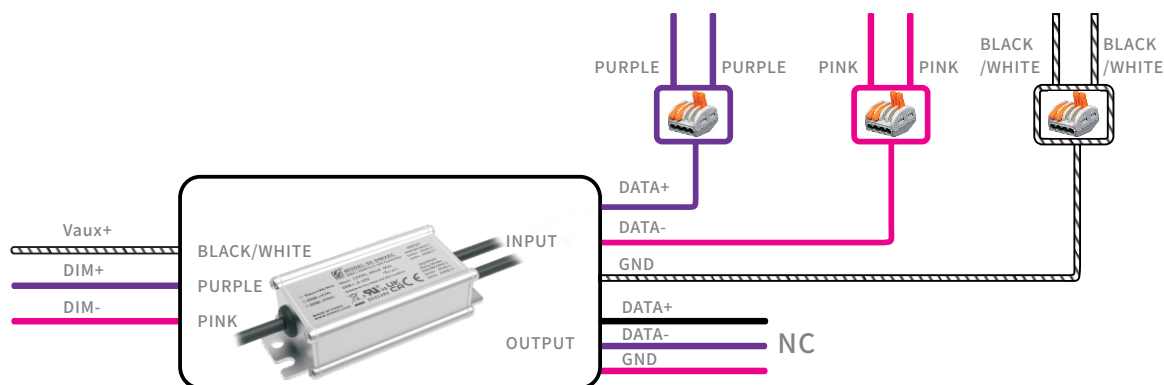 BLACK BLACK
PURPLE PURPLE PINK PINK /WHITE /WHITE
DATA+
DATA-
GND
Vaux+
BLACK/WHITE
DIM+
PURPLE
DIM-
PINK
INPUT
OUTPUT
DATA+
DATA-
GND
NC